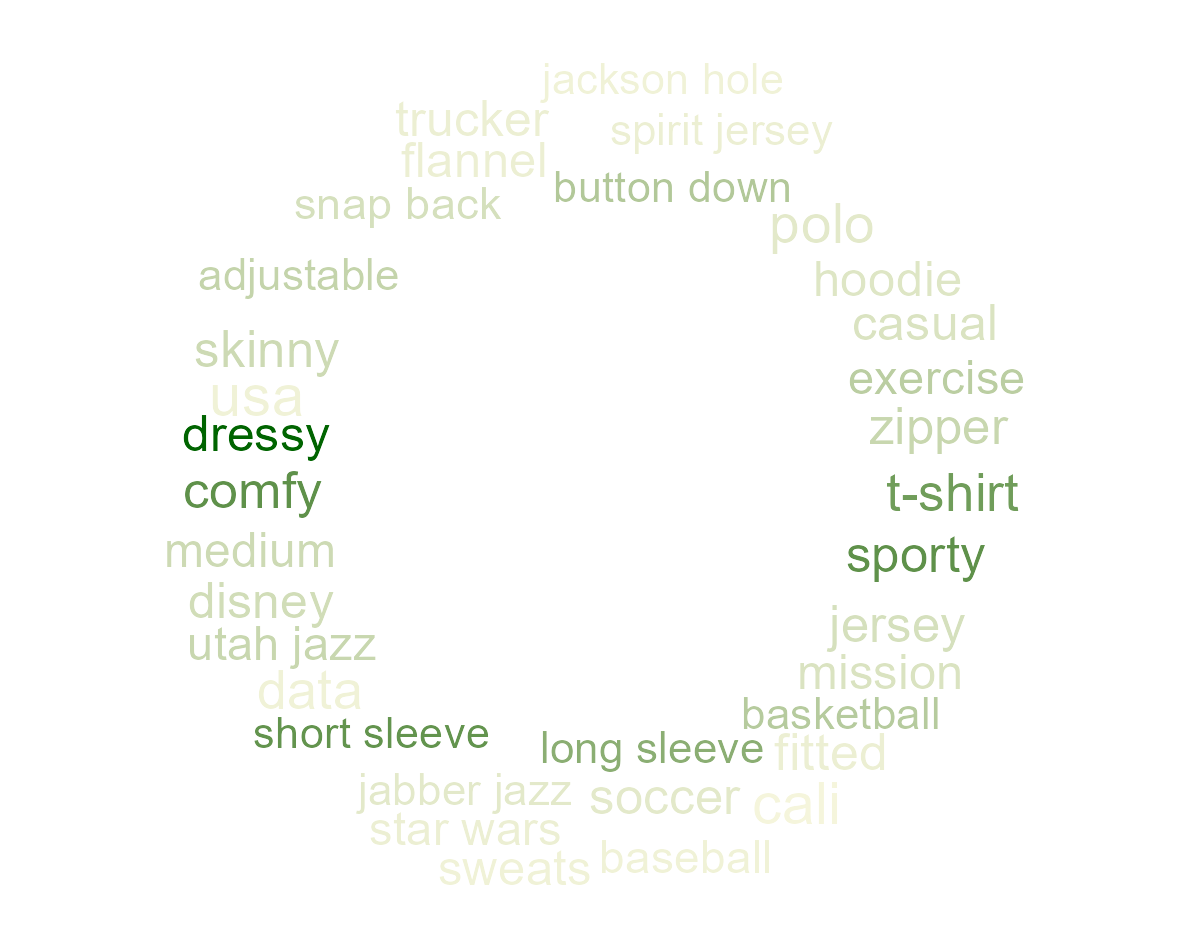 jackson hole
trucker
spirit jersey
flannel
button down
snap back
polo
adjustable
hoodie
casual
skinny
exercise
usa
zipper
dressy
comfy
t-shirt
medium
sporty
disney
jersey
utah jazz
mission
data
basketball
short sleeve
long sleeve
fitted
jabber jazz
soccer
cali
star wars
baseball
sweats